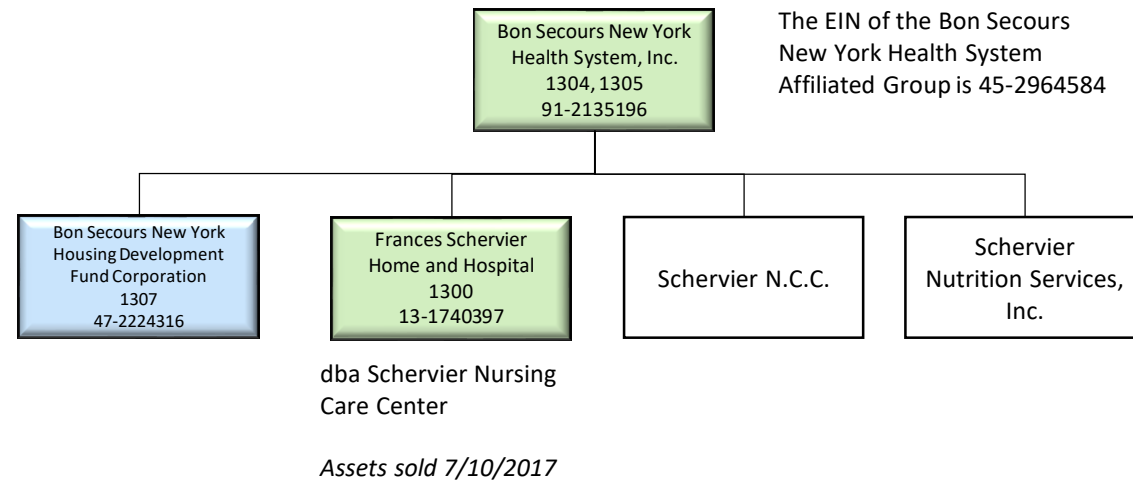 Bon Secours New York
Health System, Inc.
1304, 1305
91-2135196
The EIN of the Bon Secours
New York Health System
Affiliated Group is 45-2964584
Bon Secours New York
Housing Development
Fund Corporation
1307
47-2224316
Frances Schervier
Home and Hospital
1300
13-1740397
Schervier N.C.C.
Schervier
Nutrition Services,
Inc.
dba Schervier Nursing
Care Center
Assets sold 7/10/2017